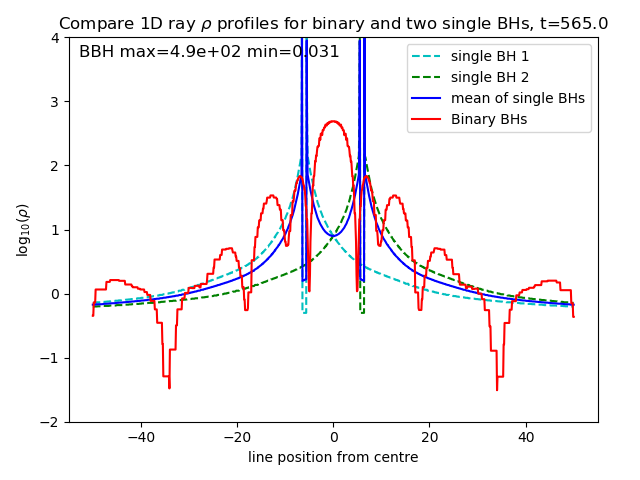 Compare 1D ray ρ profiles for binary and two single BHs, t=565.0
BBH max=4.9e+02 min=0.031
single BH 1
single BH 2
mean of single BHs
Binary BHs
4
3
2
1
0
−1
−2
log₁₀(ρ)
−40 −20 0 20 40
line position from centre